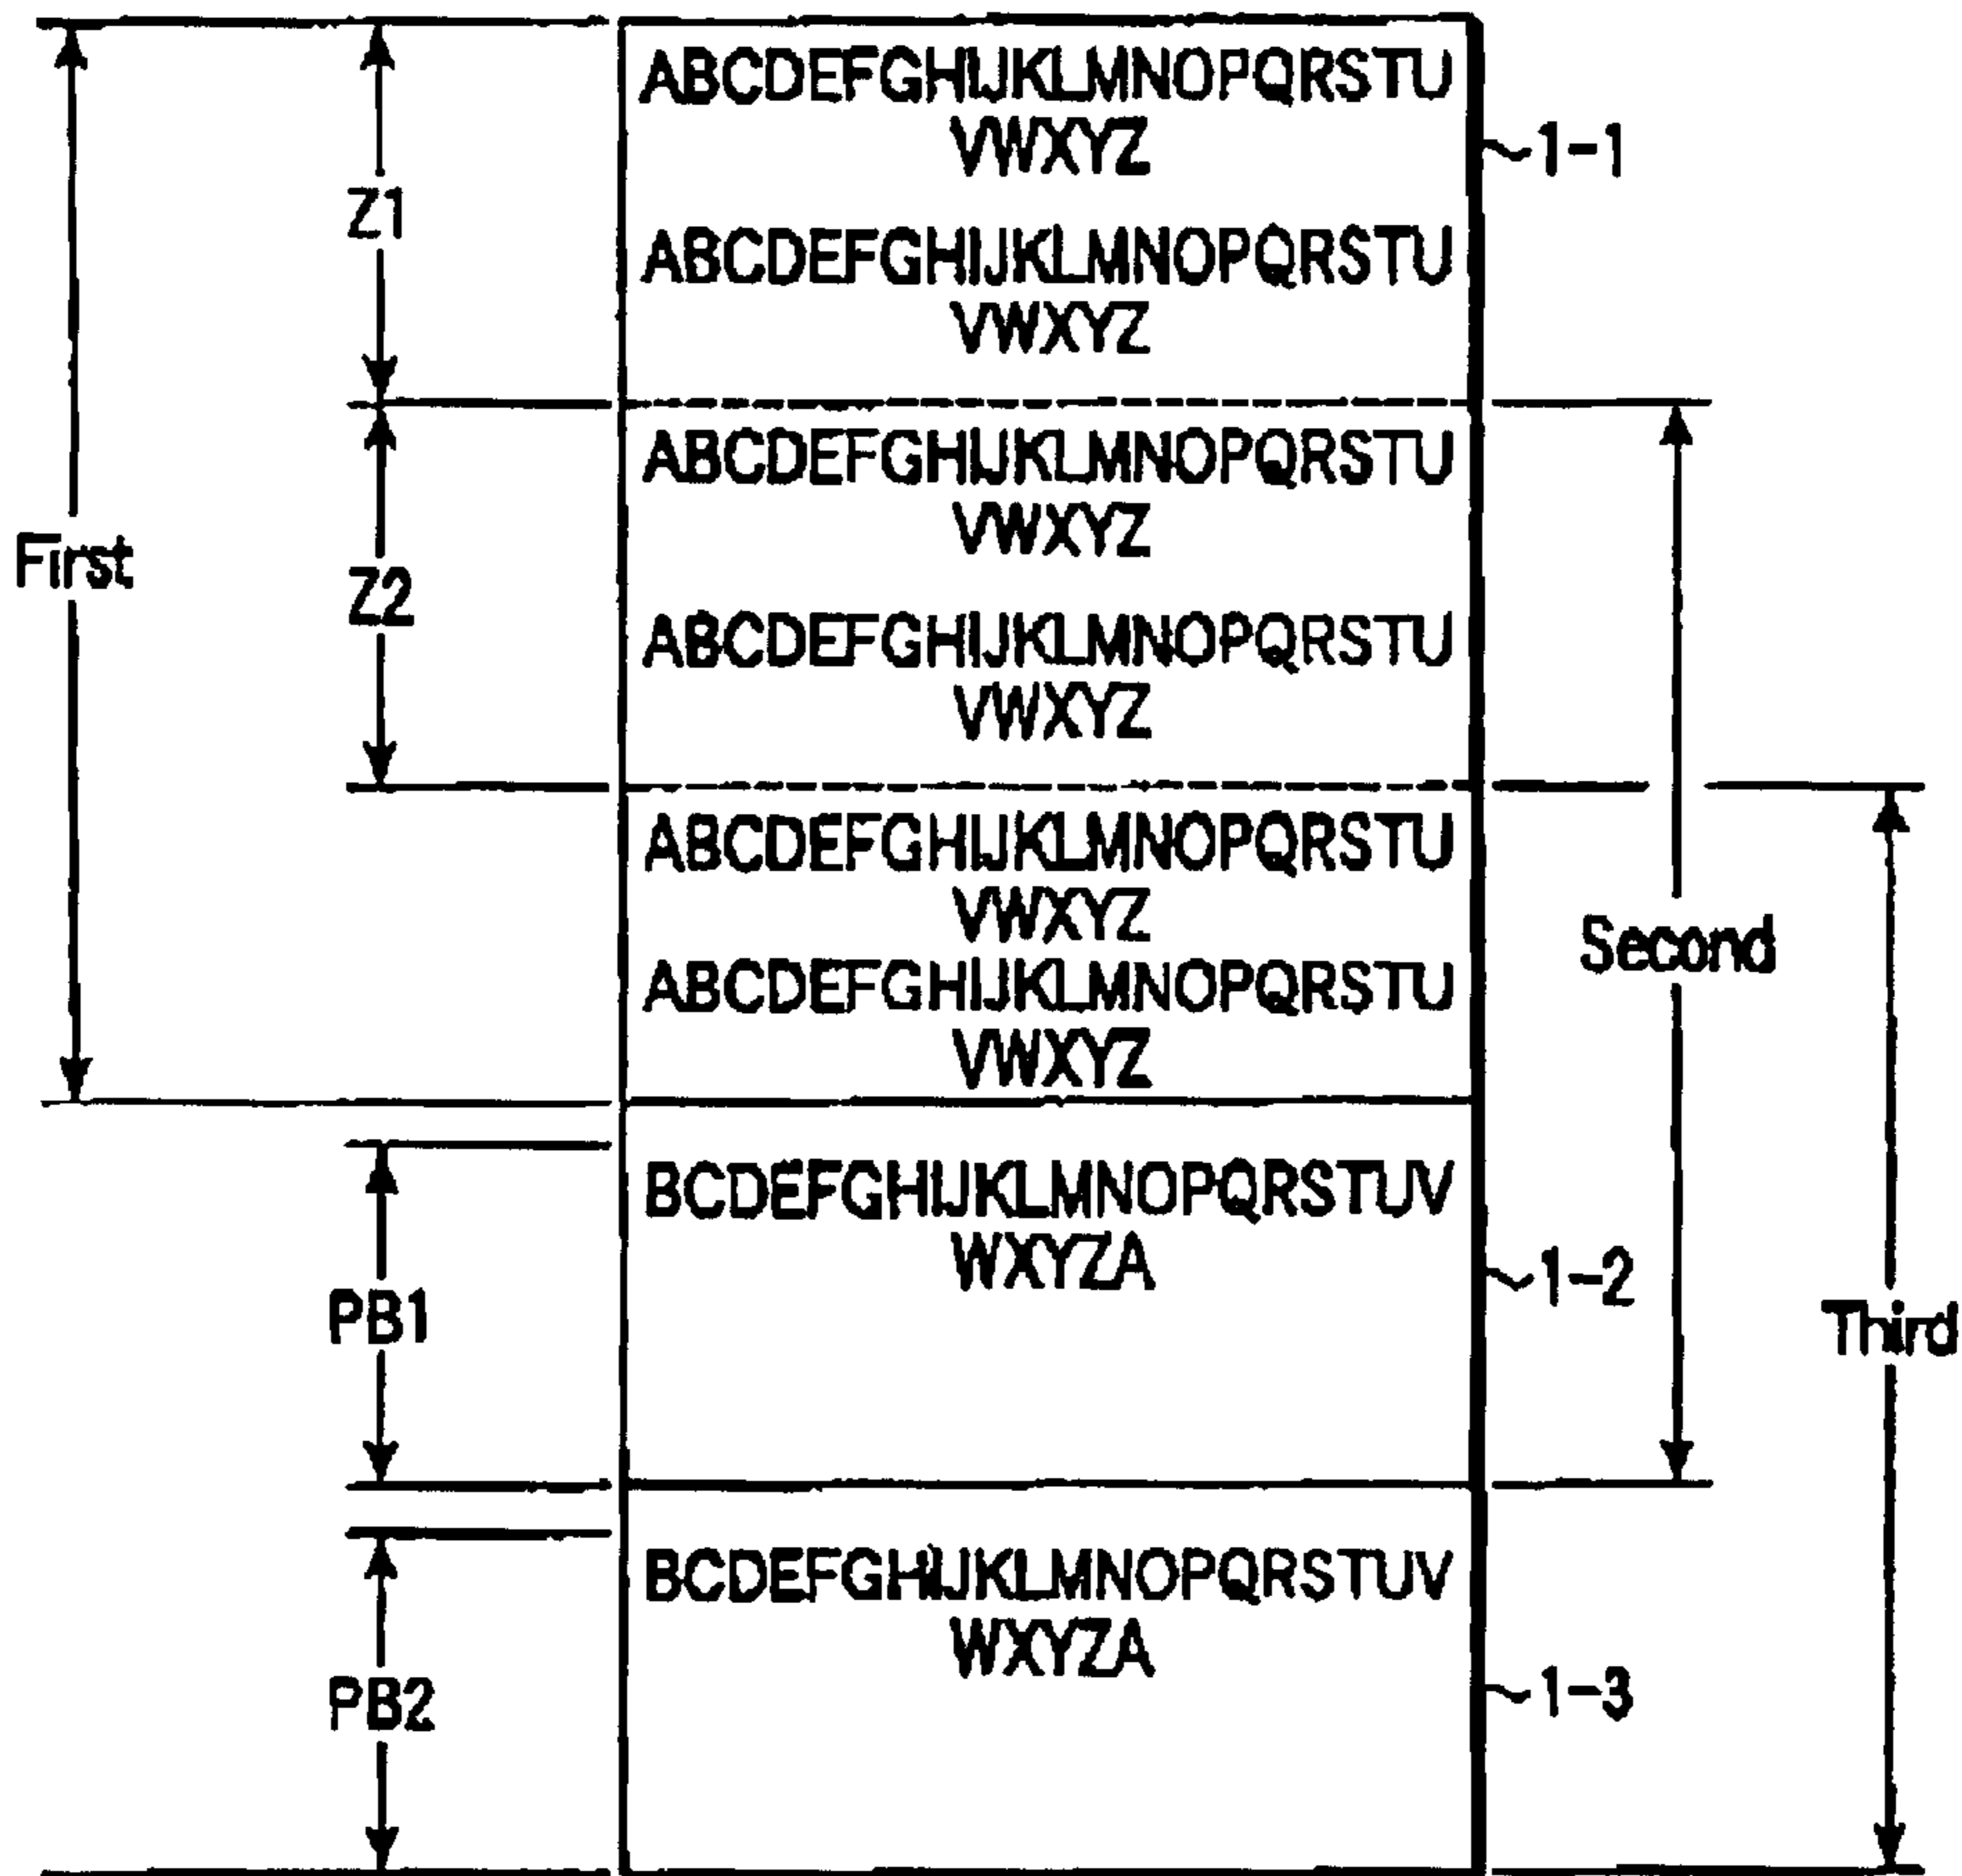 ABCDEFGHIJKLMNOPQRSTU
VWXYZ
1-1
Z1
ABCDEFGHIJKLMNOPQRSTU
VWXYZ
ABCDEFGHIJKLMNOPQRSTU
VWXYZ
First
Z2
ABCDEFGHIJKLMNOPQRSTU
VWXYZ
ABCDEFGHIJKLMNOPQRSTU
VWXYZ
Second
ABCDEFGHIJKLMNOPQRSTU
VWXYZ
BCDEFGHIJKLMNOPQRSTUV
WXYZA
1-2
PB1
Third
BCDEFGHIJKLMNOPQRSTUV
WXYZA
PB2
1-3